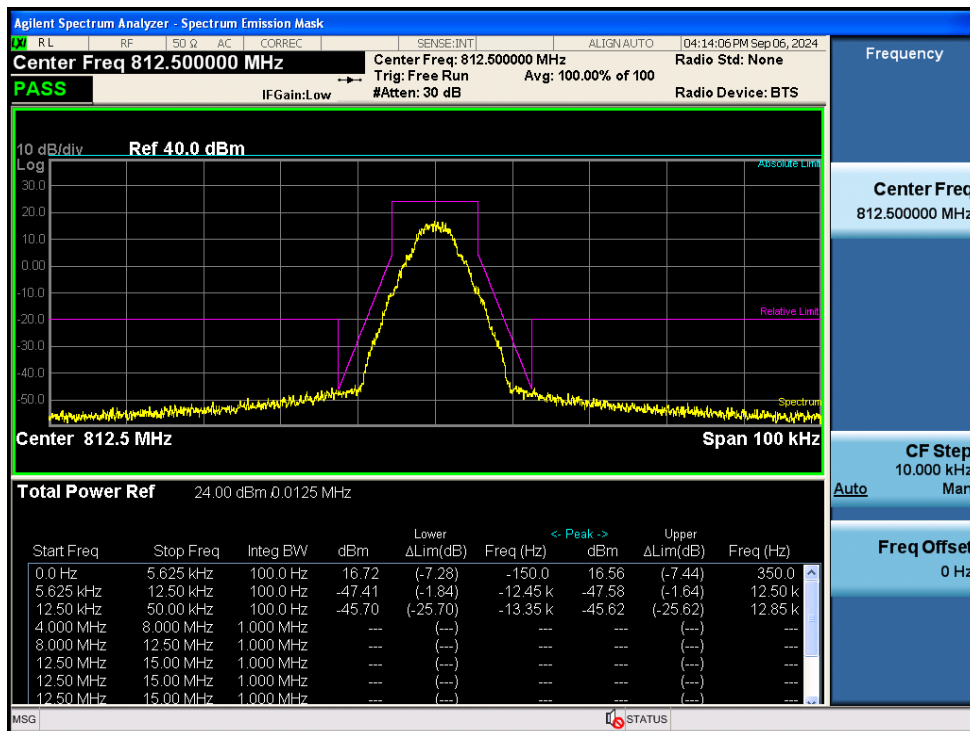 Agilent Spectrum Analyzer - Spectrum Emission Mask
LXI RL RF 50 Ω AC CORREC SENSE:INT ALIGN AUTO 04:14:06 PM Sep 06, 2024
Center Freq 812.500000 MHz
Center Freq: 812.500000 MHz Radio Std: None
Trig: Free Run Avg: 100.00% of 100
PASS IFGain:Low #Atten: 30 dB Radio Device: BTS
10 dB/div Ref 40.0 dBm
Log
Absolute Limit
30.0
20.0
10.0
0.00
-10.0
-20.0
Relative Limit
-30.0
-40.0
-50.0
Spectrum
Center 812.5 MHz Span 100 kHz
Total Power Ref 24.00 dBm / 0.0125 MHz
Lower <- Peak -> Upper
Start Freq Stop Freq Integ BW dBm ΔLim(dB) Freq (Hz) dBm ΔLim(dB) Freq (Hz)
0.0 Hz 5.625 kHz 100.0 Hz 16.72 (-7.28) -150.0 16.56 (-7.44) 350.0
5.625 kHz 12.50 kHz 100.0 Hz -47.41 (-1.84) -12.45 k -47.58 (-1.64) 12.50 k
12.50 kHz 50.00 kHz 100.0 Hz -45.70 (-25.70) -13.35 k -45.62 (-25.62) 12.85 k
4.000 MHz 8.000 MHz 1.000 MHz --- (---) --- --- (---) ---
8.000 MHz 12.50 MHz 1.000 MHz --- (---) --- --- (---) ---
12.50 MHz 15.00 MHz 1.000 MHz --- (---) --- --- (---) ---
12.50 MHz 15.00 MHz 1.000 MHz --- (---) --- --- (---) ---
12.50 MHz 15.00 MHz 1.000 MHz --- (---) --- --- (---) ---
MSG STATUS
Frequency
Center Freq
812.500000 MHz
CF Step
10.000 kHz
Auto Man
Freq Offset
0 Hz